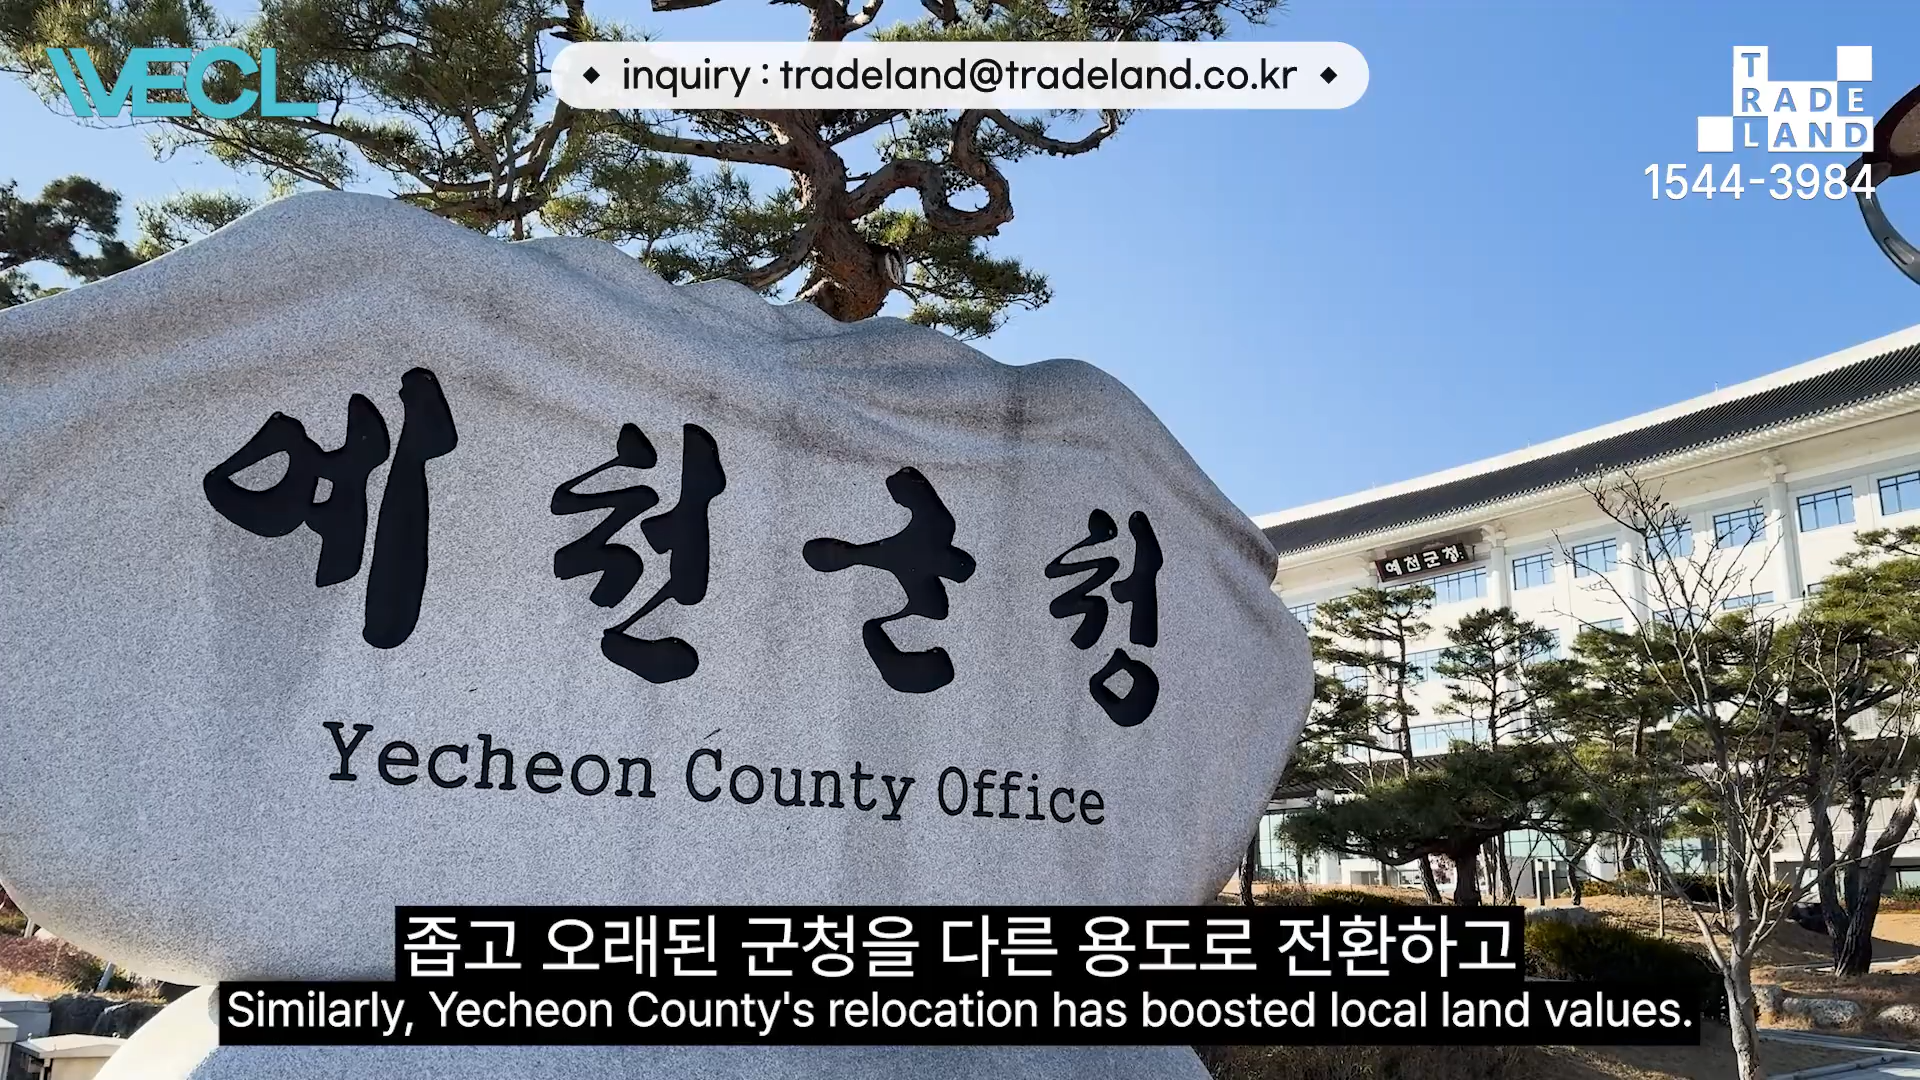 WECL
◆ inquiry : tradeland@tradeland.co.kr ◆
T
RADE
LAND
1544-3984
예천군청
Yecheon County Office
예천군청
좁고 오래된 군청을 다른 용도로 전환하고
Similarly, Yecheon County's relocation has boosted local land values.